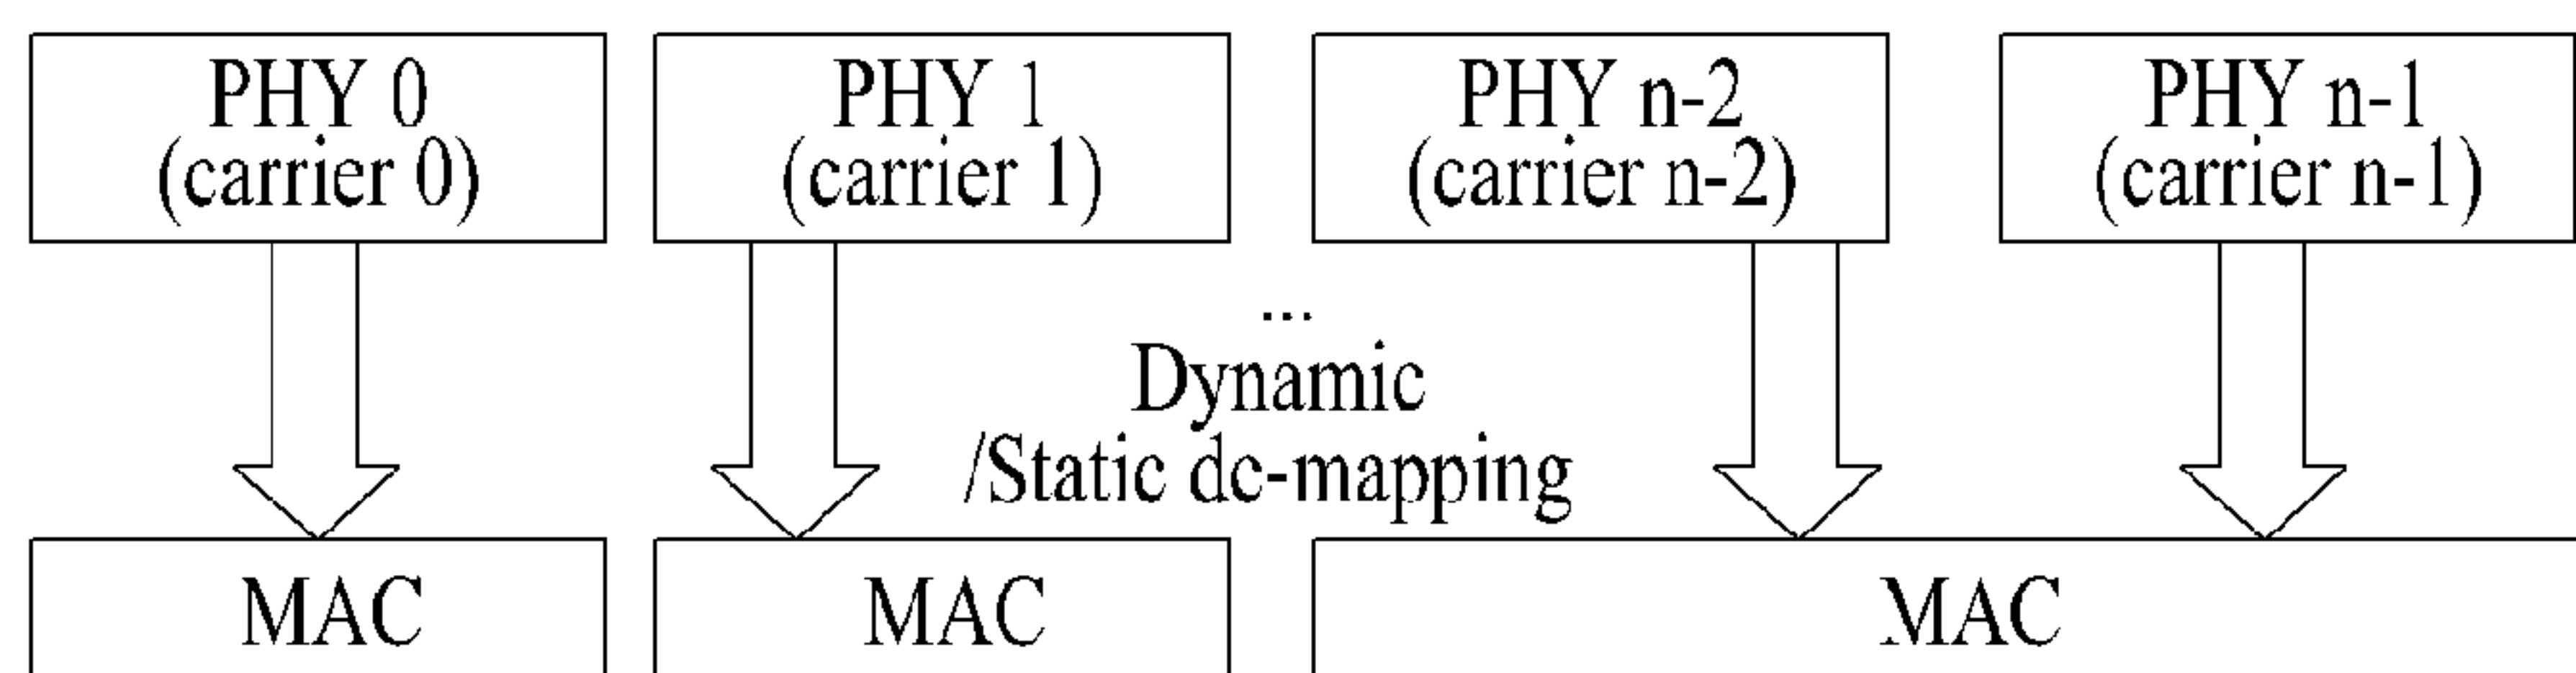 PHY 0
(carrier 0)
PHY 1
(carrier 1)
PHY n-2
(carrier n-2)
PHY n-1
(carrier n-1)
...
Dynamic
/Static dc-mapping
MAC
MAC
MAC